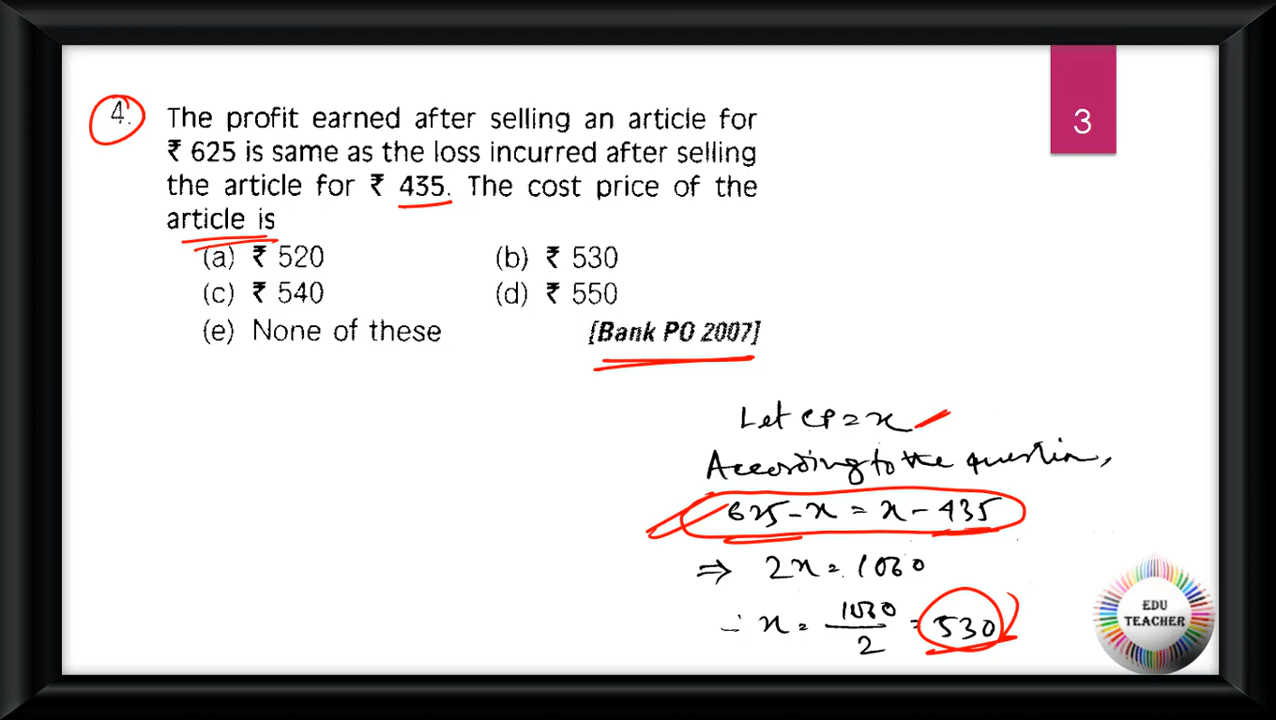 3
4. The profit earned after selling an article for
₹ 625 is same as the loss incurred after selling
the article for ₹ 435. The cost price of the
article is
(a) ₹ 520 (b) ₹ 530
(c) ₹ 540 (d) ₹ 550
(e) None of these [Bank PO 2007]
Let CP = x
According to the question,
625 - x = x - 435
⇒ 2x = 1060
∴ x = 1060/2 = 530
EDU
TEACHER